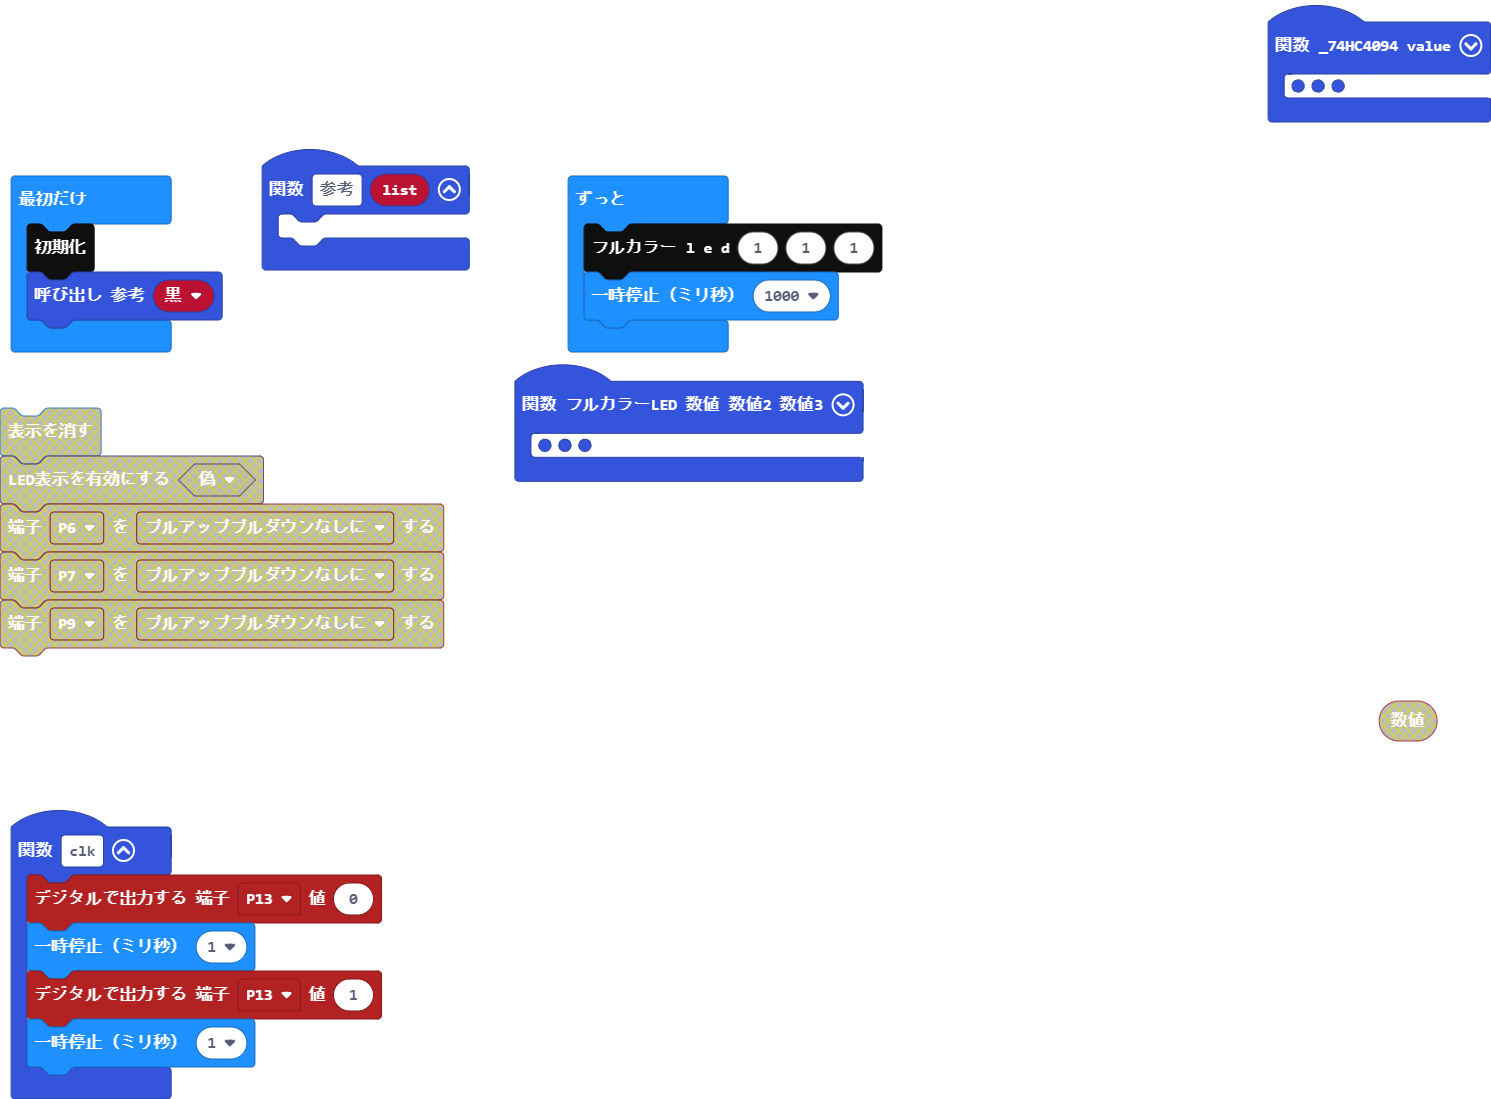 関数 _74HC4094 value
最初だけ
初期化
呼び出し 参考 黒
関数 参考 list
ずっと
フルカラー l e d 1 1 1
一時停止（ミリ秒） 1000
関数 フルカラーLED 数値 数値2 数値3
表示を消す
LED表示を有効にする 偽
端子 P6 を プルアッププルダウンなしに する
端子 P7 を プルアッププルダウンなしに する
端子 P9 を プルアッププルダウンなしに する
数値
関数 clk
デジタルで出力する 端子 P13 値 0
一時停止（ミリ秒） 1
デジタルで出力する 端子 P13 値 1
一時停止（ミリ秒） 1